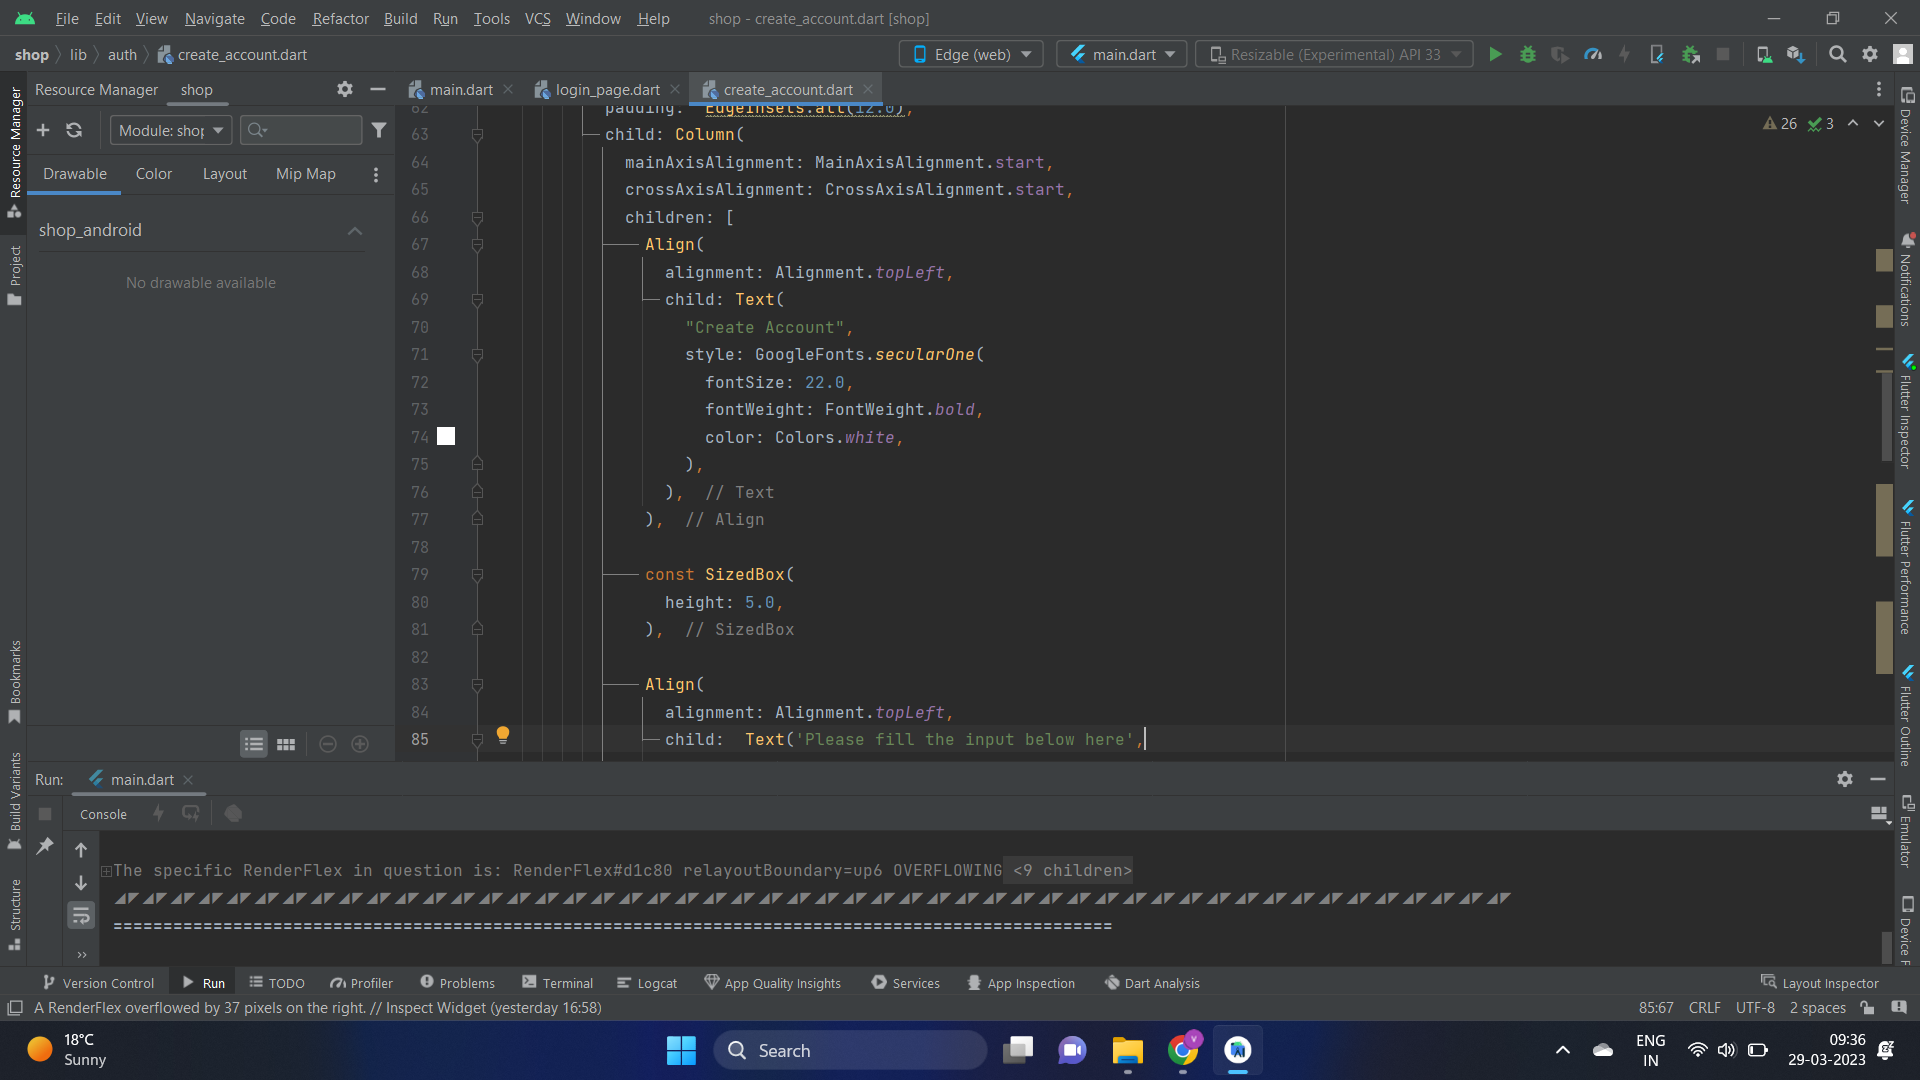 File Edit View Navigate Code Refactor Build Run Tools VCS Window Help shop - create_account.dart [shop]
shop lib auth create_account.dart Edge (web) main.dart Resizable (Experimental) API 33
Resource Manager shop main.dart login_page.dart create_account.dart
Module: shop
Drawable Color Layout Mip Map
shop_android
No drawable available
Resource Manager
Project
Bookmarks
Build Variants
Structure
62 padding: EdgeInsets.all(12.0),
63 child: Column(
64 mainAxisAlignment: MainAxisAlignment.start,
65 crossAxisAlignment: CrossAxisAlignment.start,
66 children: [
67 Align(
68 alignment: Alignment.topLeft,
69 child: Text(
70 "Create Account",
71 style: GoogleFonts.secularOne(
72 fontSize: 22.0,
73 fontWeight: FontWeight.bold,
74 color: Colors.white,
75 ),
76 ), // Text
77 ), // Align
78
79 const SizedBox(
80 height: 5.0,
81 ), // SizedBox
82
83 Align(
84 alignment: Alignment.topLeft,
85 child:  Text('Please fill the input below here',
26 3
Device Manager
Notifications
Flutter Inspector
Flutter Performance
Flutter Outline
Emulator
Device F
Run: main.dart
Console
The specific RenderFlex in question is: RenderFlex#d1c80 relayoutBoundary=up6 OVERFLOWING <9 children>
◢◤◢◤◢◤◢◤◢◤◢◤◢◤◢◤◢◤◢◤◢◤◢◤◢◤◢◤◢◤◢◤◢◤◢◤◢◤◢◤◢◤◢◤◢◤◢◤◢◤◢◤◢◤◢◤◢◤◢◤◢◤◢◤◢◤◢◤◢◤◢◤◢◤◢◤◢◤◢◤◢◤◢◤◢◤◢◤◢◤◢◤◢◤◢◤◢◤◢◤
====================================================================================================
Version Control Run TODO Profiler Problems Terminal Logcat App Quality Insights Services App Inspection Dart Analysis Layout Inspector
A RenderFlex overflowed by 37 pixels on the right. // Inspect Widget (yesterday 16:58) 85:67 CRLF UTF-8 2 spaces
18°C
Sunny
Search
ENG
IN
09:36
29-03-2023